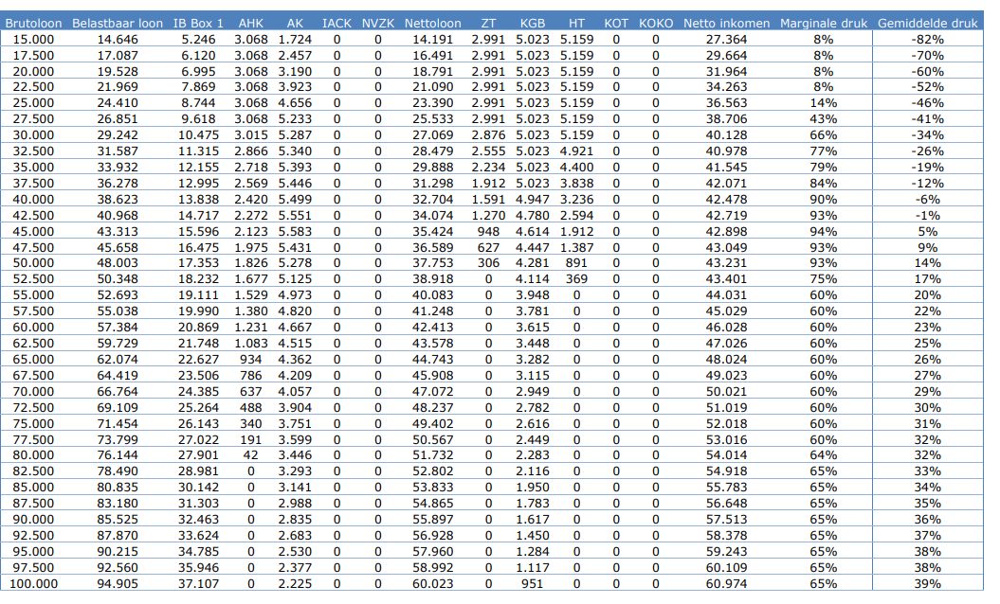 Brutoloon Belastbaar loon IB Box 1 AHK AK IACK NVZK Nettoloon ZT KGB HT KOT KOKO Netto inkomen Marginale druk Gemiddelde druk
15.000 14.646 5.246 3.068 1.724 0 0 14.191 2.991 5.023 5.159 0 0 27.364 8% -82%
17.500 17.087 6.120 3.068 2.457 0 0 16.491 2.991 5.023 5.159 0 0 29.664 8% -70%
20.000 19.528 6.995 3.068 3.190 0 0 18.791 2.991 5.023 5.159 0 0 31.964 8% -60%
22.500 21.969 7.869 3.068 3.923 0 0 21.090 2.991 5.023 5.159 0 0 34.263 8% -52%
25.000 24.410 8.744 3.068 4.656 0 0 23.390 2.991 5.023 5.159 0 0 36.563 14% -46%
27.500 26.851 9.618 3.068 5.233 0 0 25.533 2.991 5.023 5.159 0 0 38.706 43% -41%
30.000 29.242 10.475 3.015 5.287 0 0 27.069 2.876 5.023 5.159 0 0 40.128 66% -34%
32.500 31.587 11.315 2.866 5.340 0 0 28.479 2.555 5.023 4.921 0 0 40.978 77% -26%
35.000 33.932 12.155 2.718 5.393 0 0 29.888 2.234 5.023 4.400 0 0 41.545 79% -19%
37.500 36.278 12.995 2.569 5.446 0 0 31.298 1.912 5.023 3.838 0 0 42.071 84% -12%
40.000 38.623 13.838 2.420 5.499 0 0 32.704 1.591 4.947 3.236 0 0 42.478 90% -6%
42.500 40.968 14.717 2.272 5.551 0 0 34.074 1.270 4.780 2.594 0 0 42.719 93% -1%
45.000 43.313 15.596 2.123 5.583 0 0 35.424 948 4.614 1.912 0 0 42.898 94% 5%
47.500 45.658 16.475 1.975 5.431 0 0 36.589 627 4.447 1.387 0 0 43.049 93% 9%
50.000 48.003 17.353 1.826 5.278 0 0 37.753 306 4.281 891 0 0 43.231 93% 14%
52.500 50.348 18.232 1.677 5.125 0 0 38.918 0 4.114 369 0 0 43.401 75% 17%
55.000 52.693 19.111 1.529 4.973 0 0 40.083 0 3.948 0 0 0 44.031 60% 20%
57.500 55.038 19.990 1.380 4.820 0 0 41.248 0 3.781 0 0 0 45.029 60% 22%
60.000 57.384 20.869 1.231 4.667 0 0 42.413 0 3.615 0 0 0 46.028 60% 23%
62.500 59.729 21.748 1.083 4.515 0 0 43.578 0 3.448 0 0 0 47.026 60% 25%
65.000 62.074 22.627 934 4.362 0 0 44.743 0 3.282 0 0 0 48.024 60% 26%
67.500 64.419 23.506 786 4.209 0 0 45.908 0 3.115 0 0 0 49.023 60% 27%
70.000 66.764 24.385 637 4.057 0 0 47.072 0 2.949 0 0 0 50.021 60% 29%
72.500 69.109 25.264 488 3.904 0 0 48.237 0 2.782 0 0 0 51.019 60% 30%
75.000 71.454 26.143 340 3.751 0 0 49.402 0 2.616 0 0 0 52.018 60% 31%
77.500 73.799 27.022 191 3.599 0 0 50.567 0 2.449 0 0 0 53.016 60% 32%
80.000 76.144 27.901 42 3.446 0 0 51.732 0 2.283 0 0 0 54.014 64% 32%
82.500 78.490 28.981 0 3.293 0 0 52.802 0 2.116 0 0 0 54.918 65% 33%
85.000 80.835 30.142 0 3.141 0 0 53.833 0 1.950 0 0 0 55.783 65% 34%
87.500 83.180 31.303 0 2.988 0 0 54.865 0 1.783 0 0 0 56.648 65% 35%
90.000 85.525 32.463 0 2.835 0 0 55.897 0 1.617 0 0 0 57.513 65% 36%
92.500 87.870 33.624 0 2.683 0 0 56.928 0 1.450 0 0 0 58.378 65% 37%
95.000 90.215 34.785 0 2.530 0 0 57.960 0 1.284 0 0 0 59.243 65% 38%
97.500 92.560 35.946 0 2.377 0 0 58.992 0 1.117 0 0 0 60.109 65% 38%
100.000 94.905 37.107 0 2.225 0 0 60.023 0 951 0 0 0 60.974 65% 39%